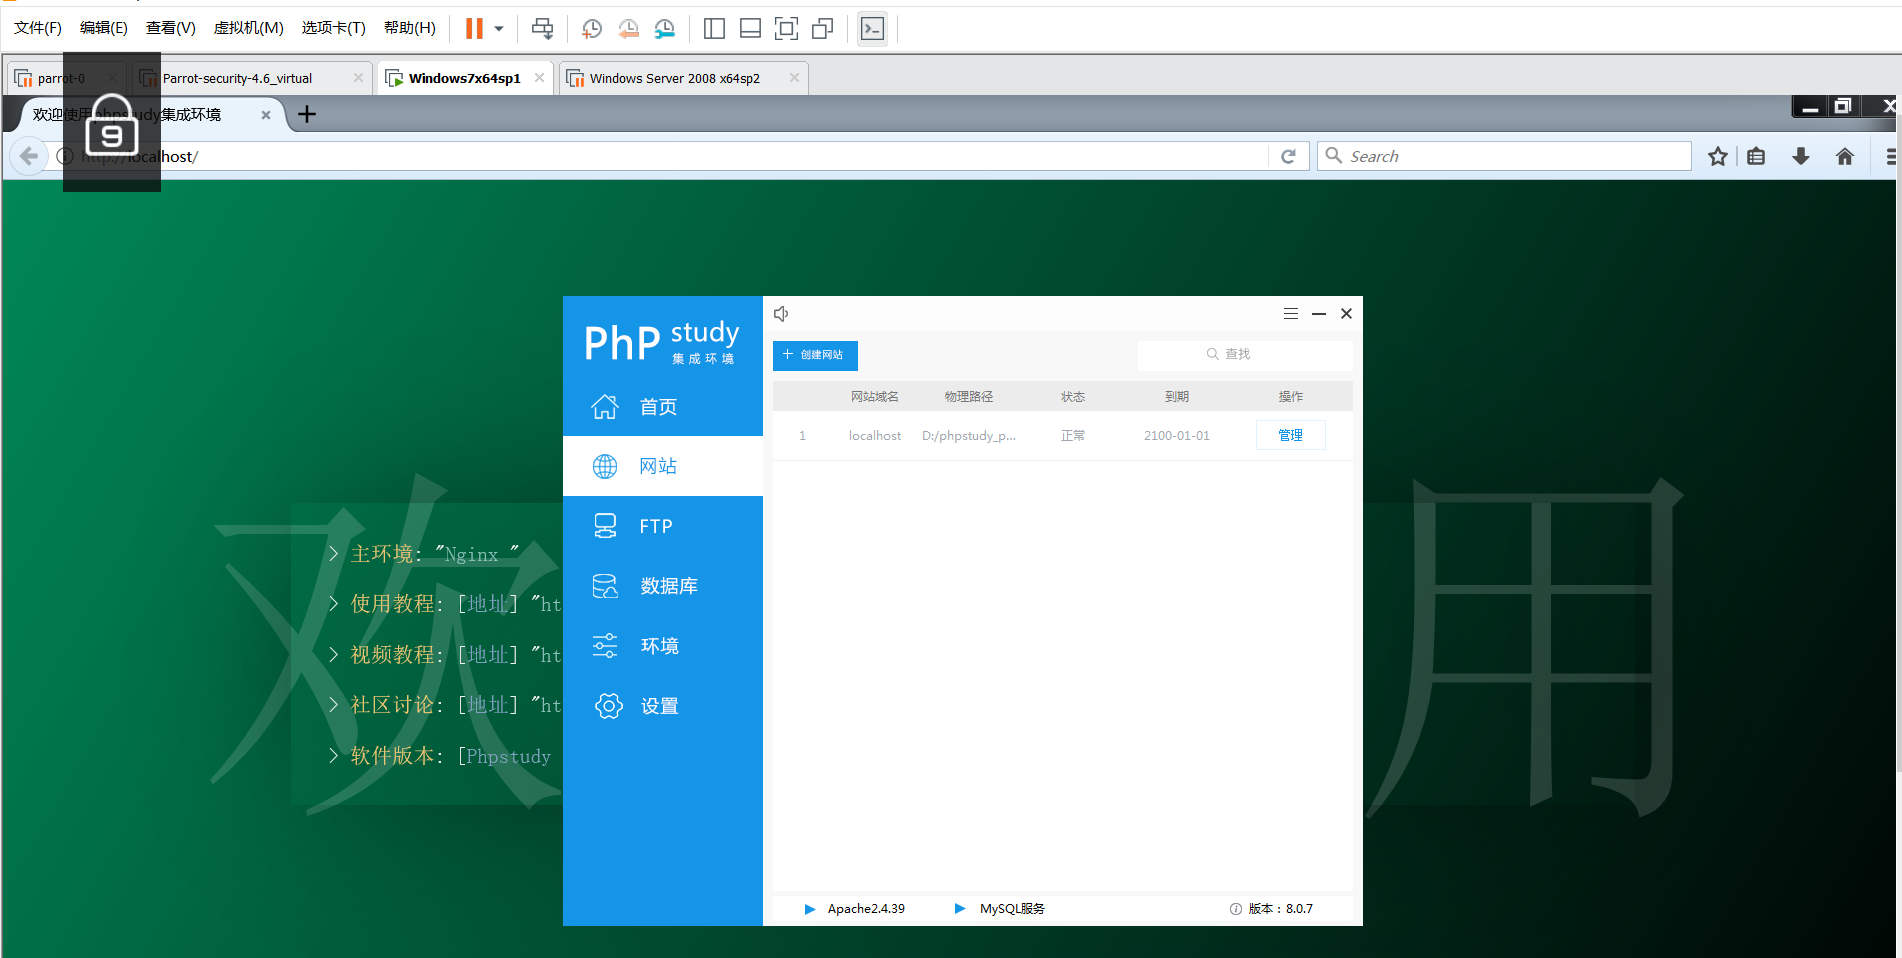 文件(F) 编辑(E) 查看(V) 虚拟机(M) 选项卡(T) 帮助(H)
parrot-0 Parrot-security-4.6_virtual Windows7x64sp1 Windows Server 2008 x64sp2
欢迎使用phpstudy集成环境
9
http://localhost/ Search
PhP study
集成环境
创建网站 查找
首页
网站域名 物理路径 状态 到期 操作
1 localhost D:/phpstudy_p... 正常 2100-01-01 管理
网站
FTP
数据库
环境
设置
欢 用
> 主环境: "Nginx "
> 使用教程: [地址] "ht
> 视频教程: [地址] "ht
> 社区讨论: [地址] "ht
> 软件版本: [Phpstudy
Apache2.4.39 MySQL服务 版本：8.0.7